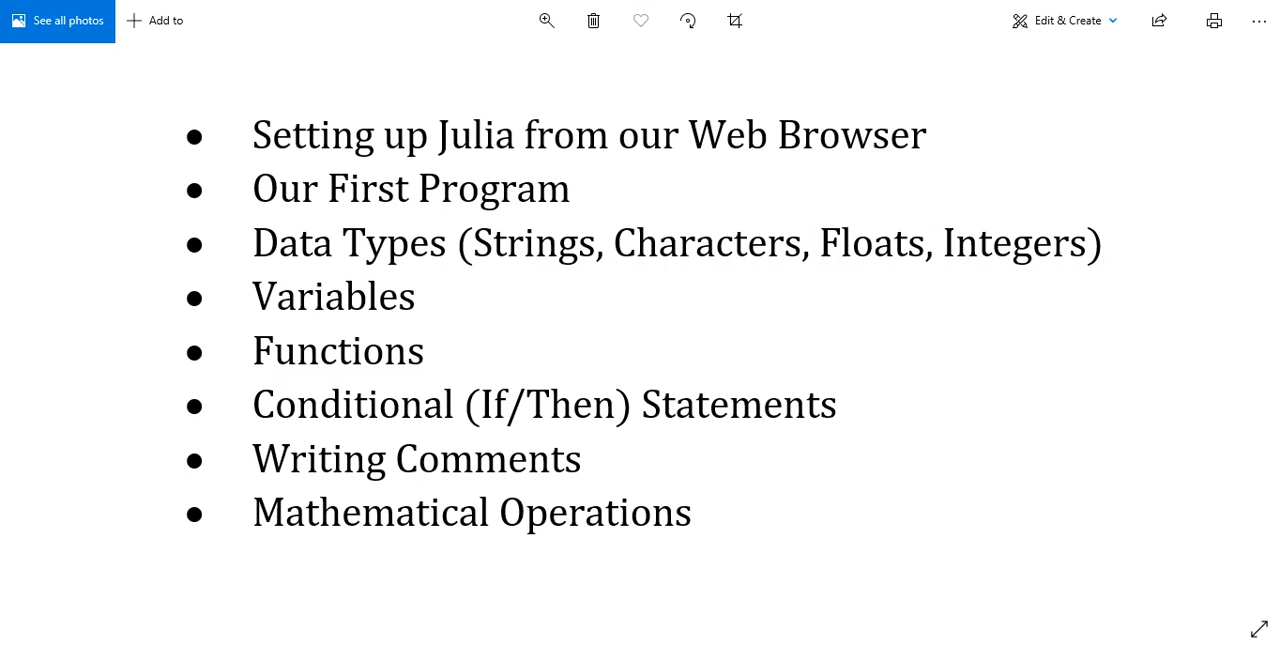 See all photos
Add to
Edit & Create
● Setting up Julia from our Web Browser
● Our First Program
● Data Types (Strings, Characters, Floats, Integers)
● Variables
● Functions
● Conditional (If/Then) Statements
● Writing Comments
● Mathematical Operations